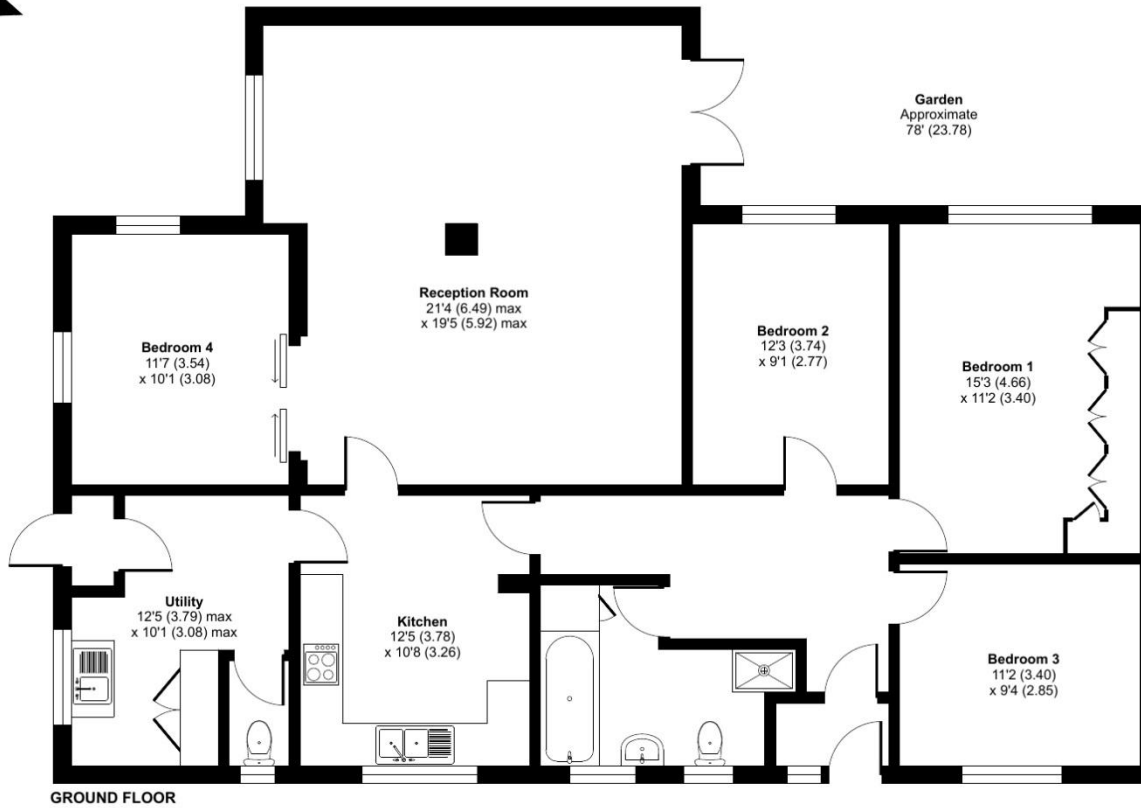 Garden
Approximate
78' (23.78)
Reception Room
21'4 (6.49) max
x 19'5 (5.92) max
Bedroom 4
11'7 (3.54)
x 10'1 (3.08)
Bedroom 2
12'3 (3.74)
x 9'1 (2.77)
Bedroom 1
15'3 (4.66)
x 11'2 (3.40)
Utility
12'5 (3.79) max
x 10'1 (3.08) max
Kitchen
12'5 (3.78)
x 10'8 (3.26)
Bedroom 3
11'2 (3.40)
x 9'4 (2.85)
GROUND FLOOR